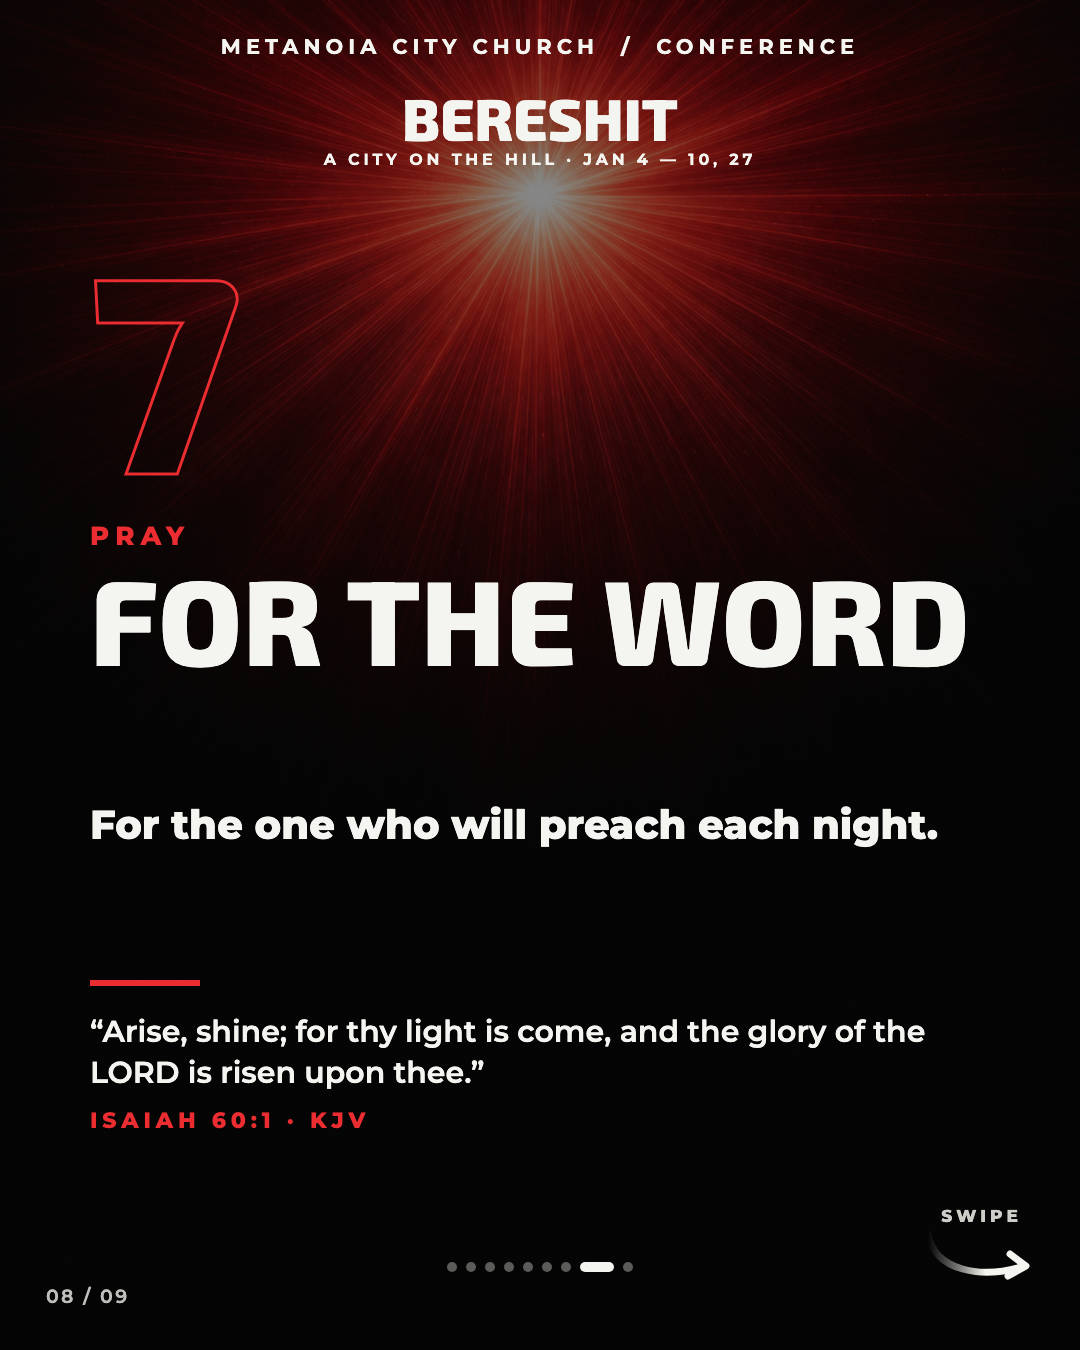 METANOIA CITY CHURCH / CONFERENCE
BERESHIT
A CITY ON THE HILL · JAN 4 — 10, 27
7
PRAY
FOR THE WORD
For the one who will preach each night.
“Arise, shine; for thy light is come, and the glory of the
LORD is risen upon thee.”
ISAIAH 60:1 · KJV
SWIPE
08 / 09